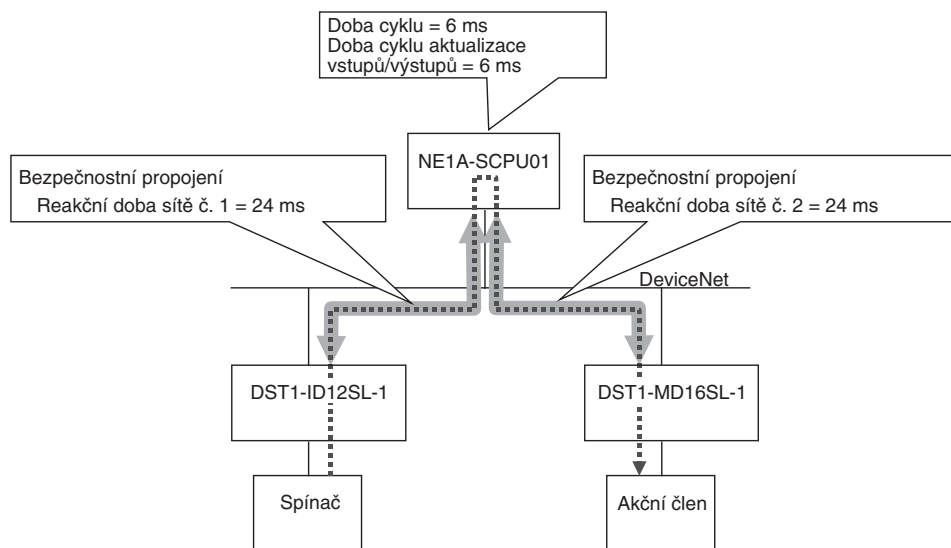 Doba cyklu = 6 ms
Doba cyklu aktualizace
vstupů/výstupů = 6 ms
NE1A-SCPU01
Bezpečnostní propojení
Reakční doba sítě č. 1 = 24 ms
Bezpečnostní propojení
Reakční doba sítě č. 2 = 24 ms
DeviceNet
DST1-ID12SL-1
DST1-MD16SL-1
Spínač
Akční člen